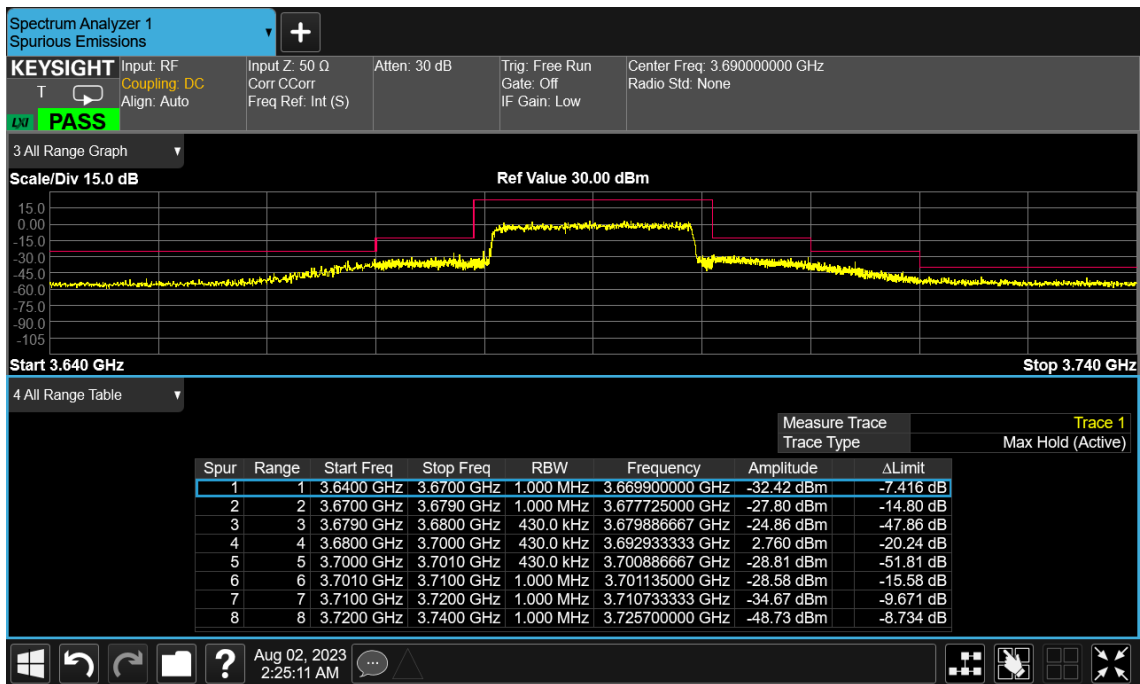 Spectrum Analyzer 1
Spurious Emissions
KEYSIGHT Input: RF Input Z: 50 Ω Atten: 30 dB Trig: Free Run Center Freq: 3.690000000 GHz
T Coupling: DC Corr CCorr Gate: Off Radio Std: None
Align: Auto Freq Ref: Int (S) IF Gain: Low
LXI PASS
3 All Range Graph
Scale/Div 15.0 dB Ref Value 30.00 dBm
15.0
0.00
-15.0
-30.0
-45.0
-60.0
-75.0
-90.0
-105
Start 3.640 GHz Stop 3.740 GHz
4 All Range Table
Measure Trace Trace 1
Trace Type Max Hold (Active)
Spur Range Start Freq Stop Freq RBW Frequency Amplitude ΔLimit
1 1 3.6400 GHz 3.6700 GHz 1.000 MHz 3.669900000 GHz -32.42 dBm -7.416 dB
2 2 3.6700 GHz 3.6790 GHz 1.000 MHz 3.677725000 GHz -27.80 dBm -14.80 dB
3 3 3.6790 GHz 3.6800 GHz 430.0 kHz 3.679886667 GHz -24.86 dBm -47.86 dB
4 4 3.6800 GHz 3.7000 GHz 430.0 kHz 3.692933333 GHz 2.760 dBm -20.24 dB
5 5 3.7000 GHz 3.7010 GHz 430.0 kHz 3.700886667 GHz -28.81 dBm -51.81 dB
6 6 3.7010 GHz 3.7100 GHz 1.000 MHz 3.701135000 GHz -28.58 dBm -15.58 dB
7 7 3.7100 GHz 3.7200 GHz 1.000 MHz 3.710733333 GHz -34.67 dBm -9.671 dB
8 8 3.7200 GHz 3.7400 GHz 1.000 MHz 3.725700000 GHz -48.73 dBm -8.734 dB
Aug 02, 2023
2:25:11 AM